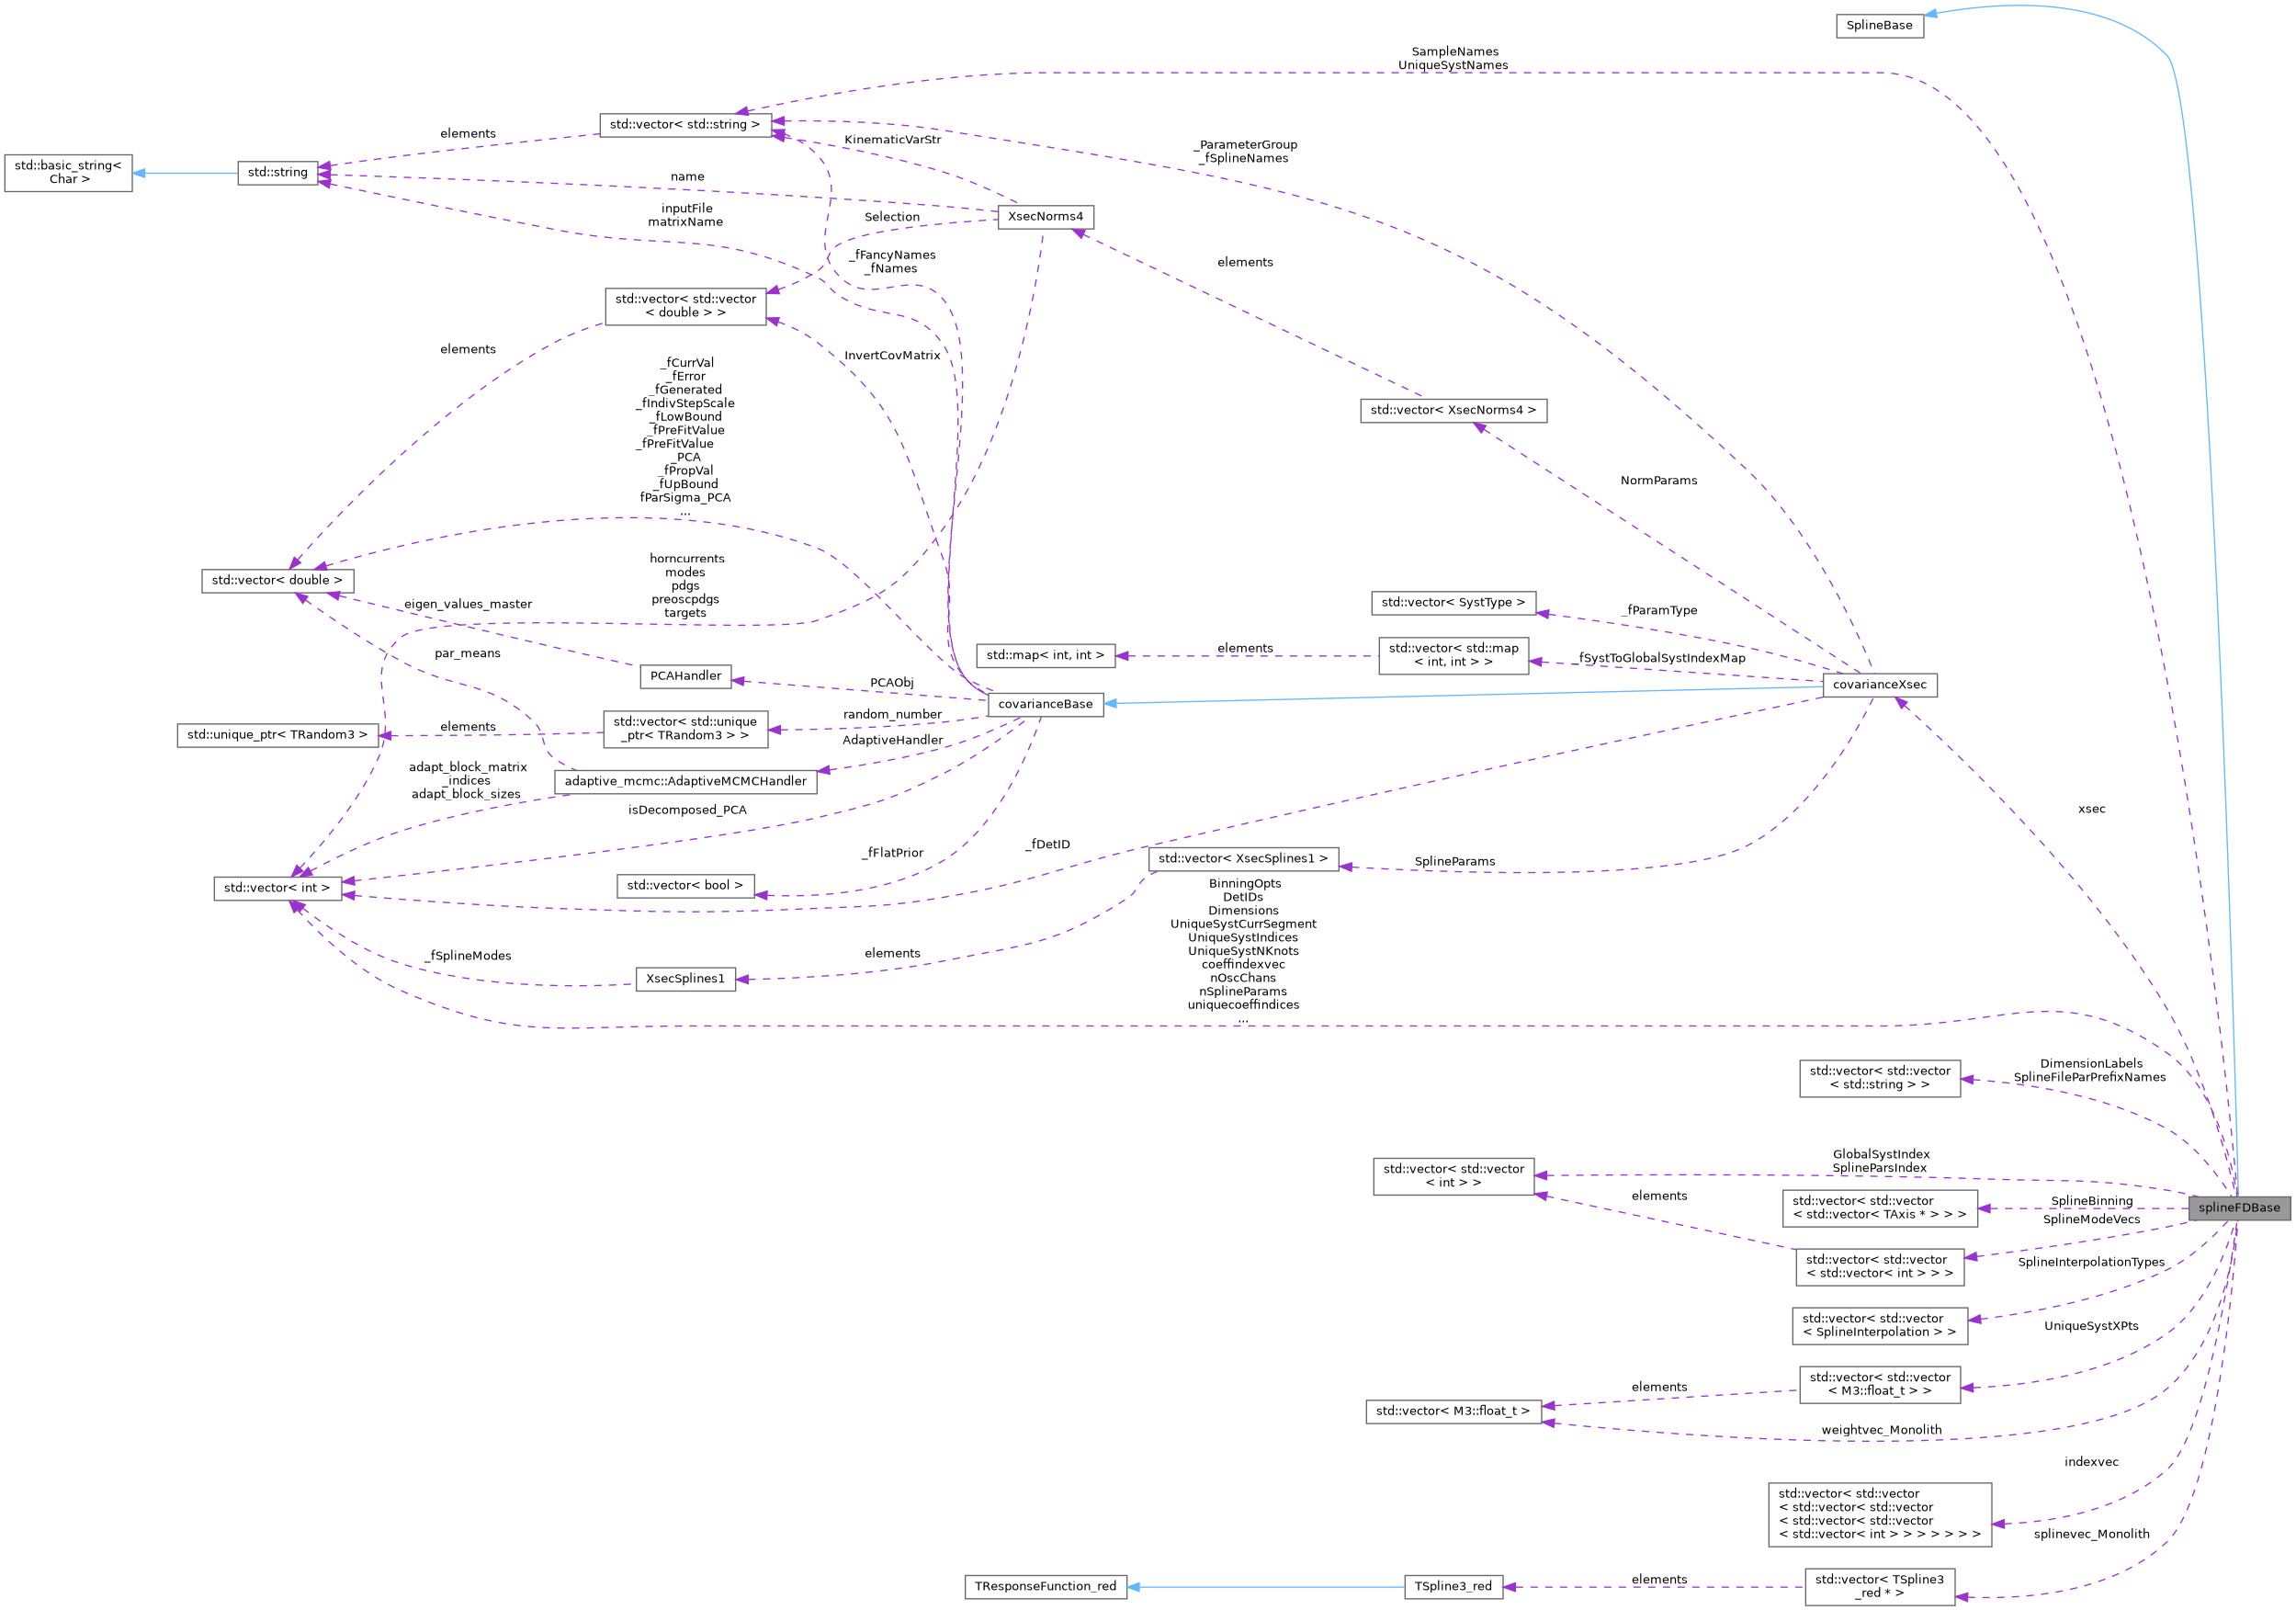 SplineBase
SampleNames
UniqueSystNames
std::vector< std::string >
elements
KinematicVarStr
_ParameterGroup
_fSplineNames
std::basic_string<
Char >
std::string
name
inputFile
matrixName
XsecNorms4
Selection
_fFancyNames
_fNames
elements
std::vector< std::vector
< double > >
elements
InvertCovMatrix
_fCurrVal
_fError
_fGenerated
_fIndivStepScale
_fLowBound
_fPreFitValue
_fPreFitValue
_PCA
_fPropVal
_fUpBound
fParSigma_PCA
...
std::vector< XsecNorms4 >
NormParams
horncurrents
modes
pdgs
preoscpdgs
targets
std::vector< double >
eigen_values_master
std::vector< SystType >
_fParamType
par_means
std::map< int, int >
elements
std::vector< std::map
< int, int > >
_fSystToGlobalSystIndexMap
PCAHandler
PCAObj
covarianceBase
covarianceXsec
std::unique_ptr< TRandom3 >
elements
std::vector< std::unique
_ptr< TRandom3 > >
random_number
AdaptiveHandler
adapt_block_matrix
_indices
adapt_block_sizes
adaptive_mcmc::AdaptiveMCMCHandler
isDecomposed_PCA
xsec
_fFlatPrior
_fDetID
std::vector< XsecSplines1 >
SplineParams
std::vector< int >
std::vector< bool >
BinningOpts
DetIDs
Dimensions
UniqueSystCurrSegment
UniqueSystIndices
UniqueSystNKnots
coeffindexvec
nOscChans
nSplineParams
uniquecoeffindices
...
_fSplineModes
XsecSplines1
elements
std::vector< std::vector
< std::string > >
DimensionLabels
SplineFileParPrefixNames
std::vector< std::vector
< int > >
GlobalSystIndex
SplineParsIndex
elements
std::vector< std::vector
< std::vector< TAxis * > > >
SplineBinning
splineFDBase
SplineModeVecs
std::vector< std::vector
< std::vector< int > > >
SplineInterpolationTypes
std::vector< std::vector
< SplineInterpolation > >
UniqueSystXPts
std::vector< std::vector
< M3::float_t > >
elements
std::vector< M3::float_t >
weightvec_Monolith
indexvec
std::vector< std::vector
< std::vector< std::vector
< std::vector< std::vector
< std::vector< int > > > > > > >
splinevec_Monolith
TResponseFunction_red
TSpline3_red
elements
std::vector< TSpline3
_red * >